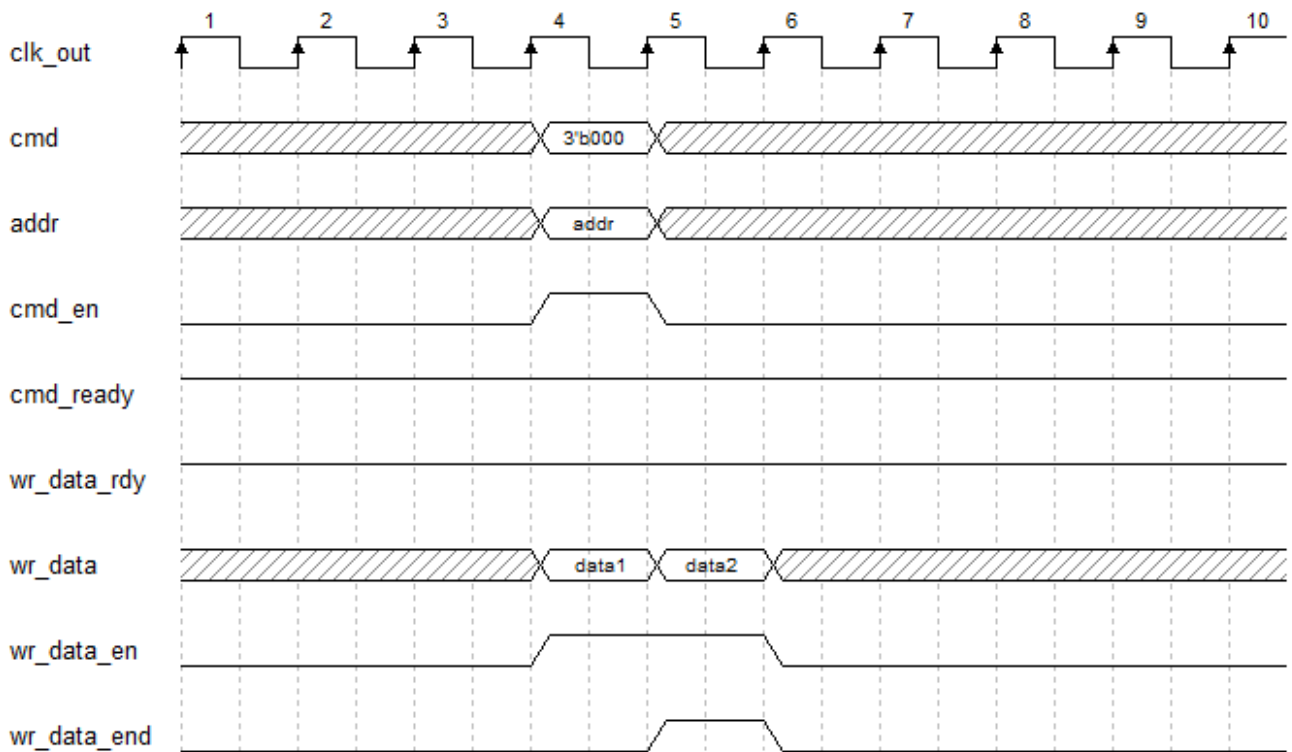 1 2 3 4 5 6 7 8 9 10
clk_out
cmd 3'b000
addr addr
cmd_en
cmd_ready
wr_data_rdy
wr_data data1 data2
wr_data_en
wr_data_end